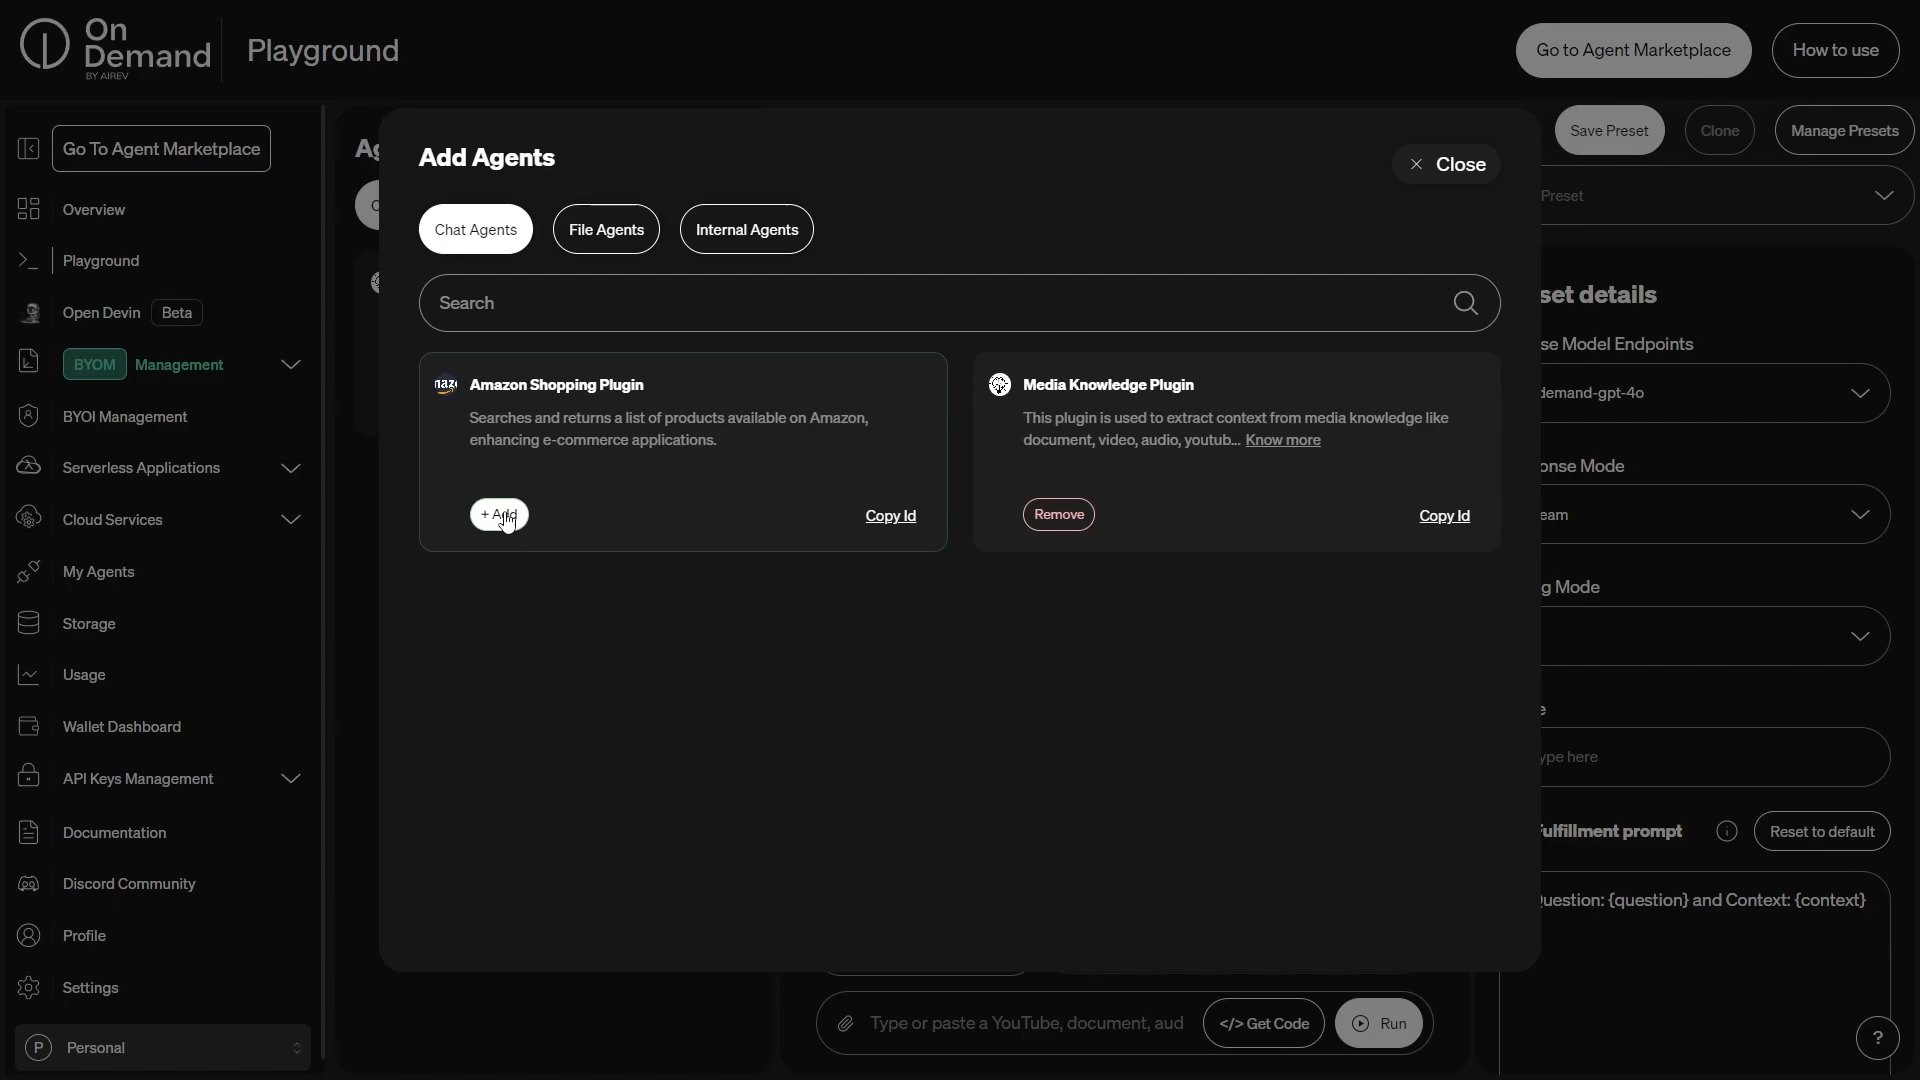 On
Demand
BY AIREV
Playground
Go to Agent Marketplace
How to use
Go To Agent Marketplace
Overview
Playground
Open Devin Beta
BYOM Management
BYOI Management
Serverless Applications
Cloud Services
My Agents
Storage
Usage
Wallet Dashboard
API Keys Management
Documentation
Discord Community
Profile
Settings
P Personal
Ag
Add Agents
× Close
Chat Agents
File Agents
Internal Agents
Search
Amazon Shopping Plugin
Searches and returns a list of products available on Amazon,
enhancing e-commerce applications.
+ Add
Copy Id
Media Knowledge Plugin
This plugin is used to extract context from media knowledge like
document, video, audio, youtub... Know more
Remove
Copy Id
Type or paste a YouTube, document, aud
</> Get Code
Run
Save Preset
Clone
Manage Presets
Preset
set details
se Model Endpoints
demand-gpt-4o
onse Mode
eam
g Mode
e
ype here
ulfillment prompt
Reset to default
uestion: {question} and Context: {context}
?